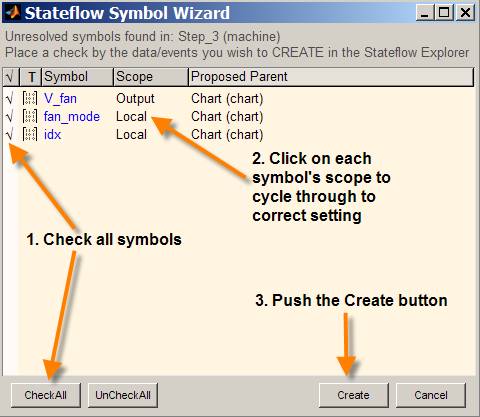 Stateflow Symbol Wizard
Unresolved symbols found in: Step_3 (machine)
Place a check by the data/events you wish to CREATE in the Stateflow Explorer
√ T Symbol Scope Proposed Parent
√ V_fan Output Chart (chart)
√ fan_mode Local Chart (chart)
√ idx Local Chart (chart)
2. Click on each
symbol's scope to
cycle through to
correct setting
1. Check all symbols
3. Push the Create button
CheckAll UnCheckAll Create Cancel